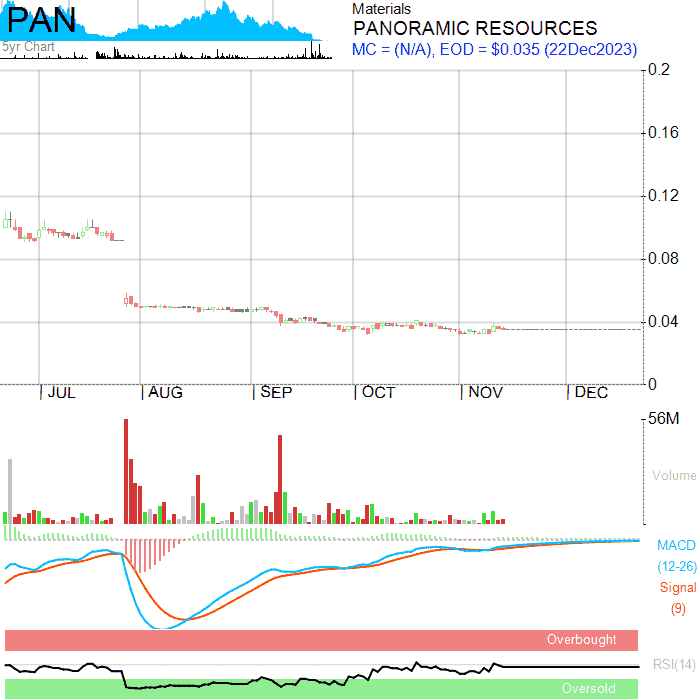 PAN
5yr Chart
Materials
PANORAMIC RESOURCES
MC = (N/A), EOD = $0.035 (22Dec2023)
0.2
0.16
0.12
0.08
0.04
0
JUL AUG SEP OCT NOV DEC
56M
Volume
MACD
(12-26)
Signal
(9)
Overbought
RSI(14)
Oversold